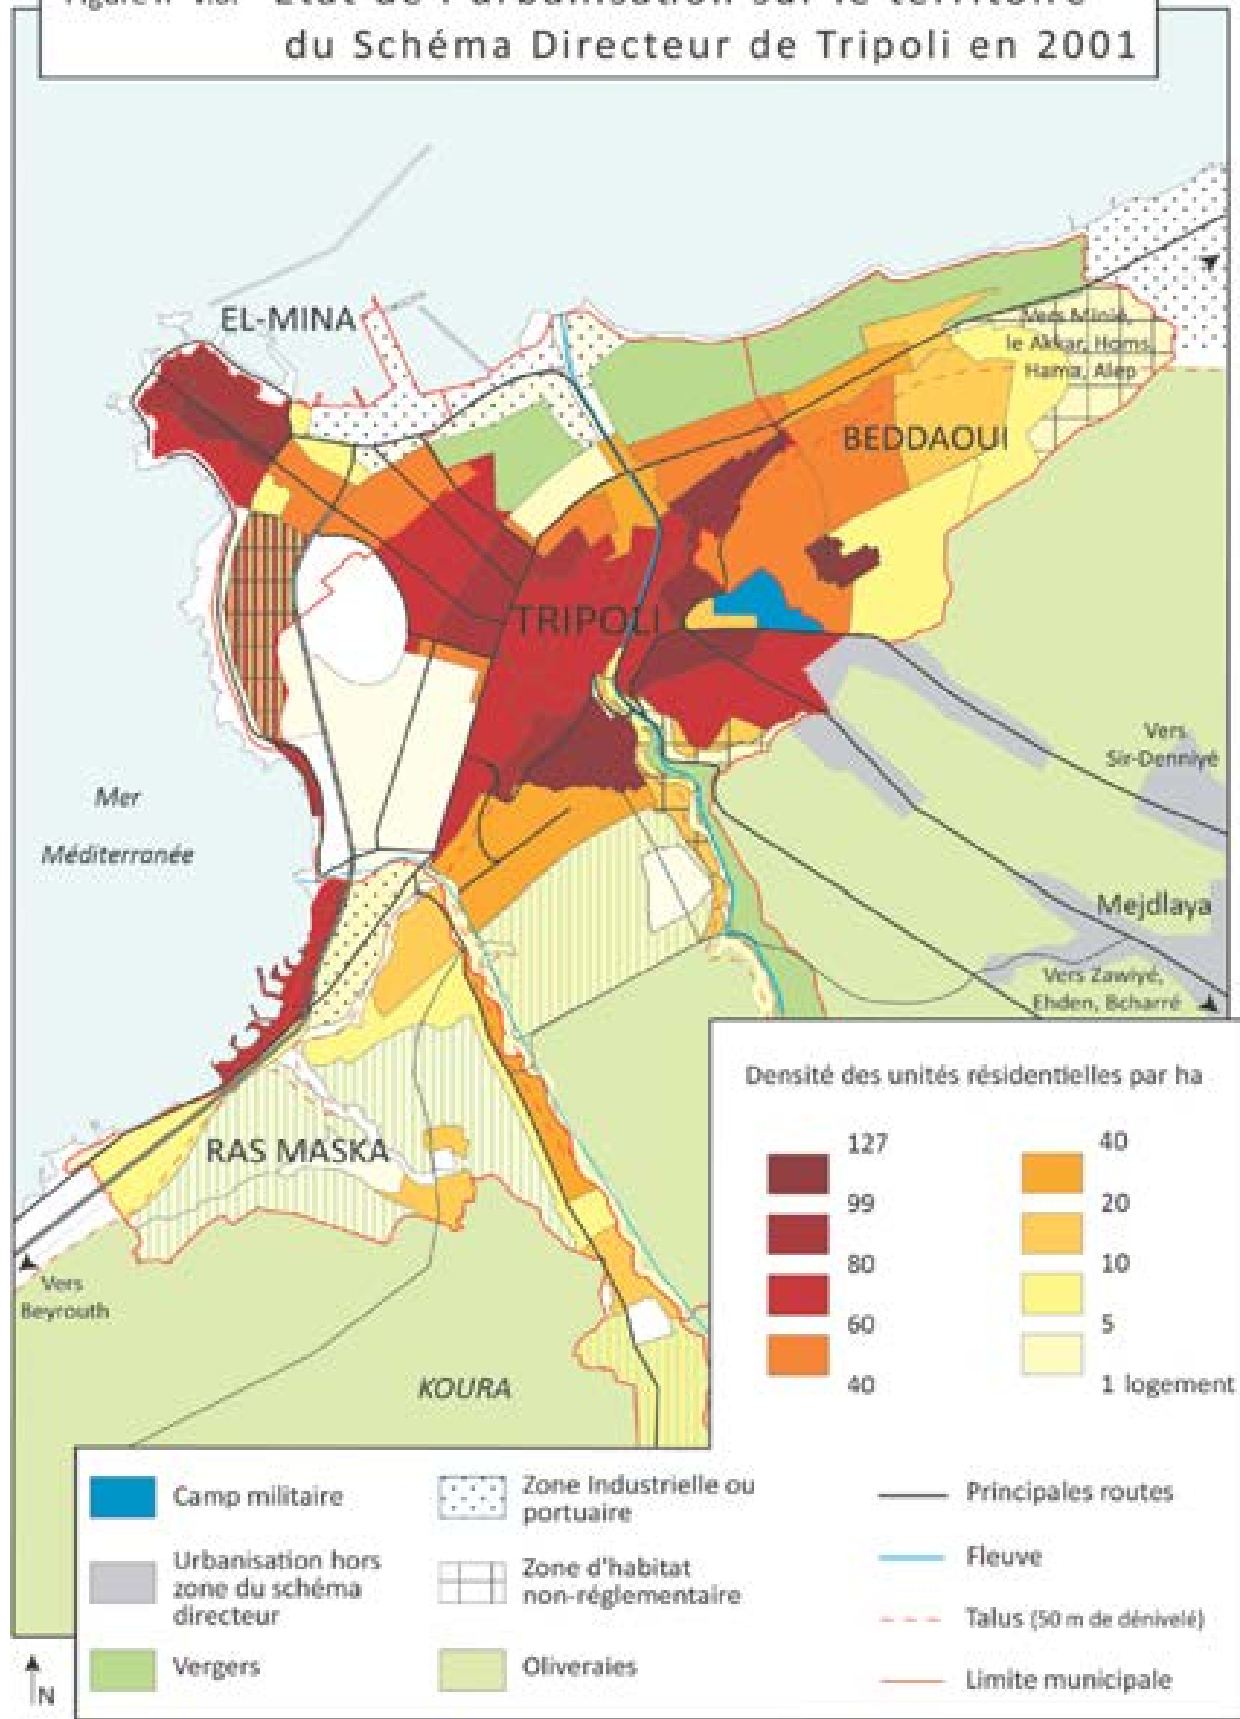 du Schéma Directeur de Tripoli en 2001
EL-MINA
Vers Minié,
le Akkar, Homs,
Hama, Alep
BEDDAOUI
TRIPOLI
Vers
Sir-Denniyé
Mer
Méditerranée
Mejdlaya
Vers Zawiyé,
Ehden, Bcharré
RAS MASKA
Vers
Beyrouth
KOURA
Densité des unités résidentielles par ha
127
99
80
60
40
40
20
10
5
1 logement
Camp militaire
Urbanisation hors
zone du schéma
directeur
Vergers
Zone Industrielle ou
portuaire
Zone d'habitat
non-réglementaire
Oliveraies
Principales routes
Fleuve
Talus (50 m de dénivelé)
Limite municipale
N